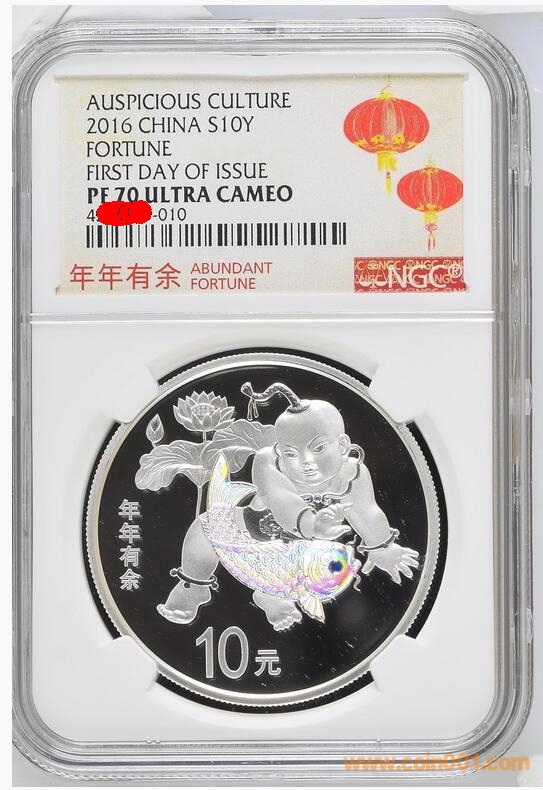 AUSPICIOUS CULTURE
2016 CHINA S10Y
FORTUNE
FIRST DAY OF ISSUE
PF 70 ULTRA CAMEO
-010
年年有余 ABUNDANT FORTUNE
NGC®
年年有余
10元
www.coin001.com